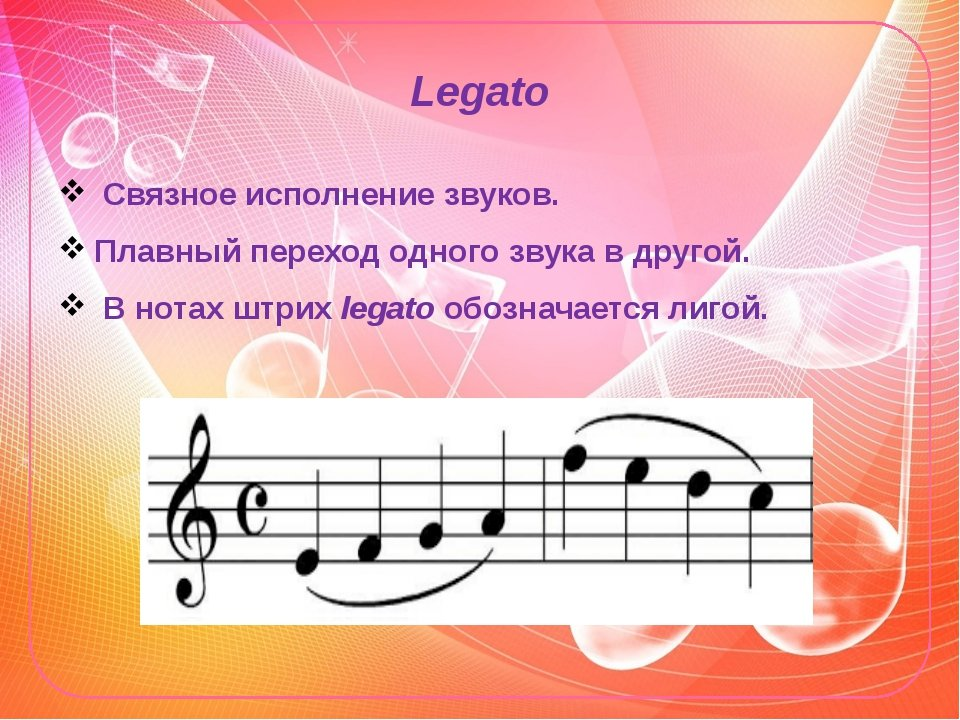 Legato
❖ Связное исполнение звуков.
❖ Плавный переход одного звука в другой.
❖ В нотах штрих legato обозначается лигой.